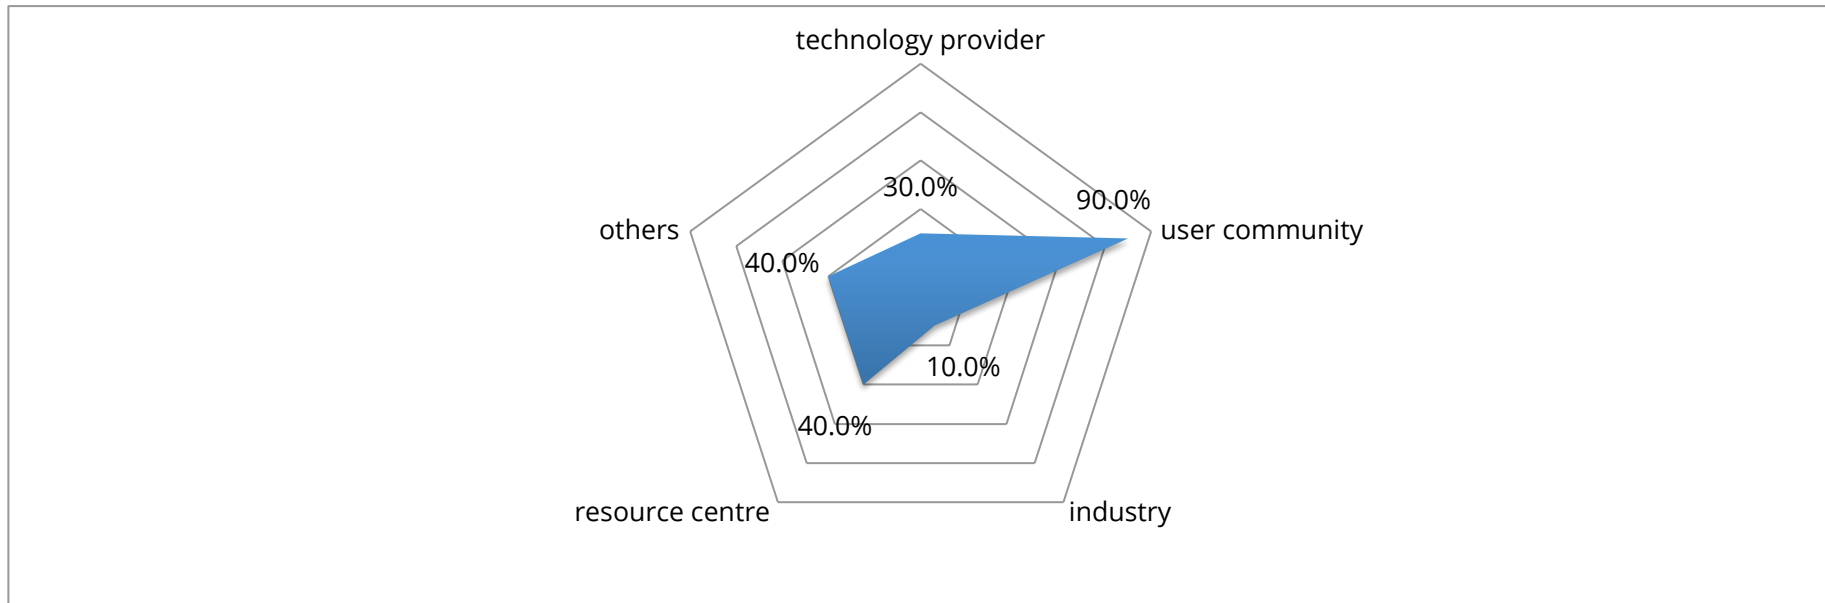 technology provider
30.0%
90.0%
others
user community
40.0%
10.0%
40.0%
resource centre
industry